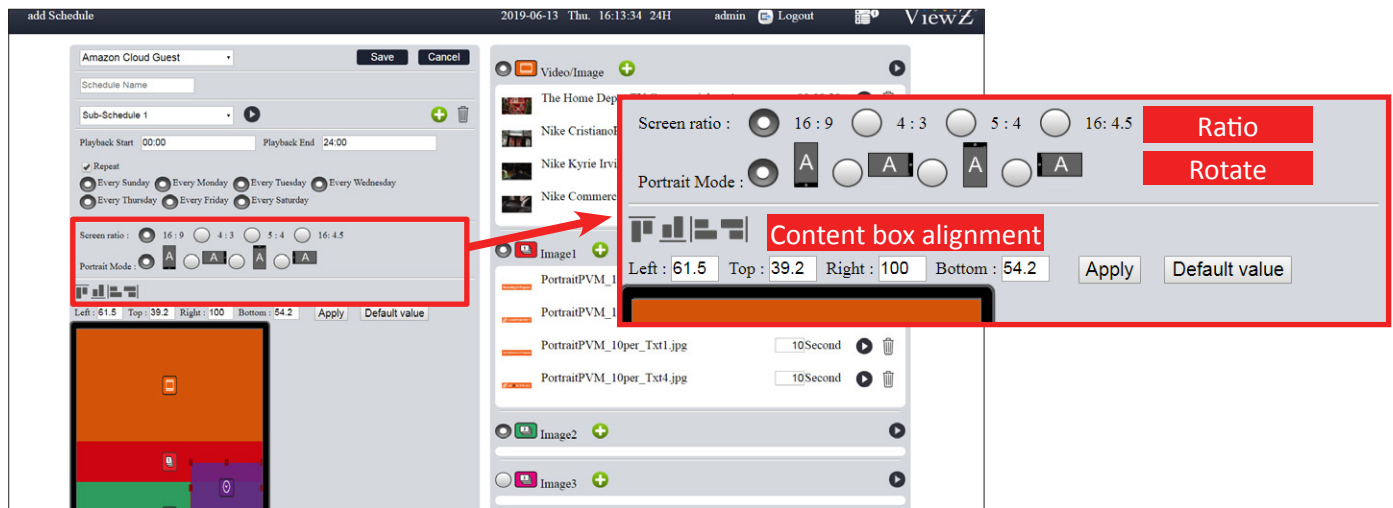 add Schedule 2019-06-13 Thu. 16:13:34 24H admin Logout ViewZ
Amazon Cloud Guest Save Cancel
Schedule Name
Sub-Schedule 1
Playback Start 00:00 Playback End 24:00
Repeat
Every Sunday Every Monday Every Tuesday Every Wednesday
Every Thursday Every Friday Every Saturday
Screen ratio : 16 : 9 4 : 3 5 : 4 16: 4.5
Portrait Mode : A A A A
Left : 61.5 Top : 39.2 Right : 100 Bottom : 54.2 Apply Default value
Video/Image
The Home Dep
Nike Cristiano
Nike Kyrie Irvi
Nike Commerc
Image1
PortraitPVM_1
PortraitPVM_1
PortraitPVM_10per_Txt1.jpg 10 Second
PortraitPVM_10per_Txt4.jpg 10 Second
Image2
Image3
Screen ratio : 16 : 9 4 : 3 5 : 4 16: 4.5 Ratio
Portrait Mode : A A A A Rotate
Content box alignment
Left : 61.5 Top : 39.2 Right : 100 Bottom : 54.2 Apply Default value